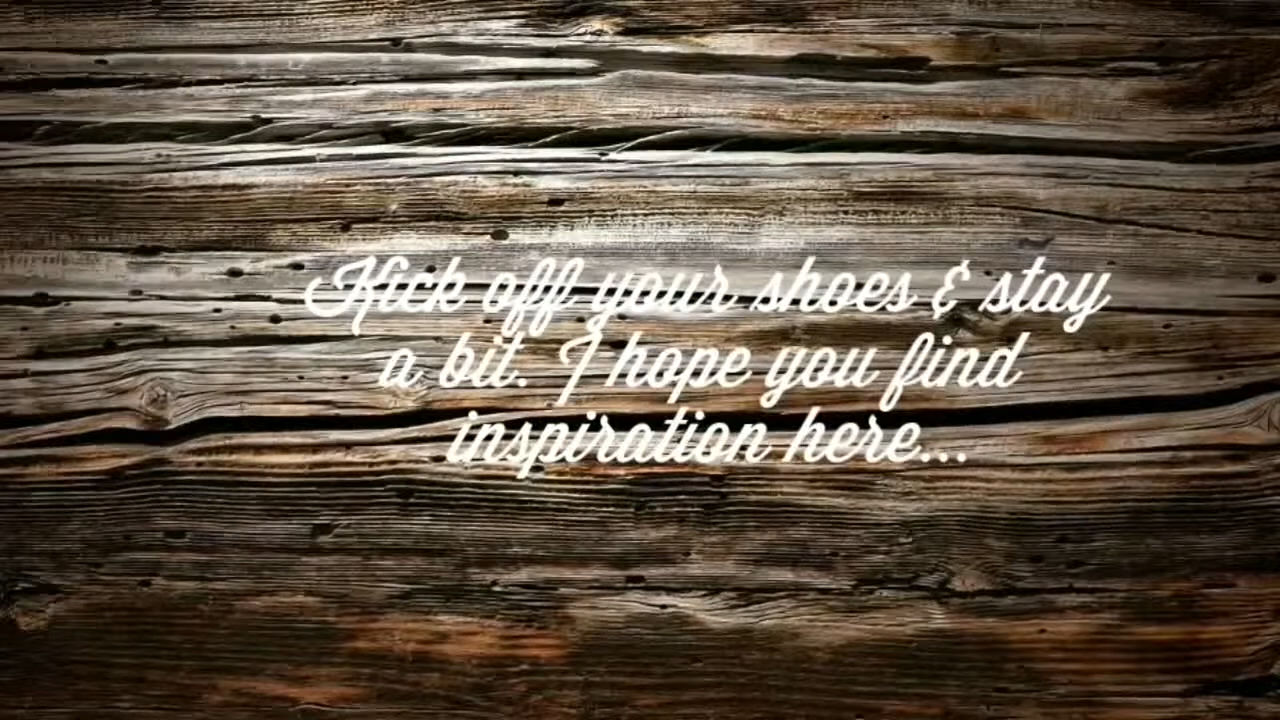 Kick off your shoes & stay
a bit. I hope you find
inspiration here...